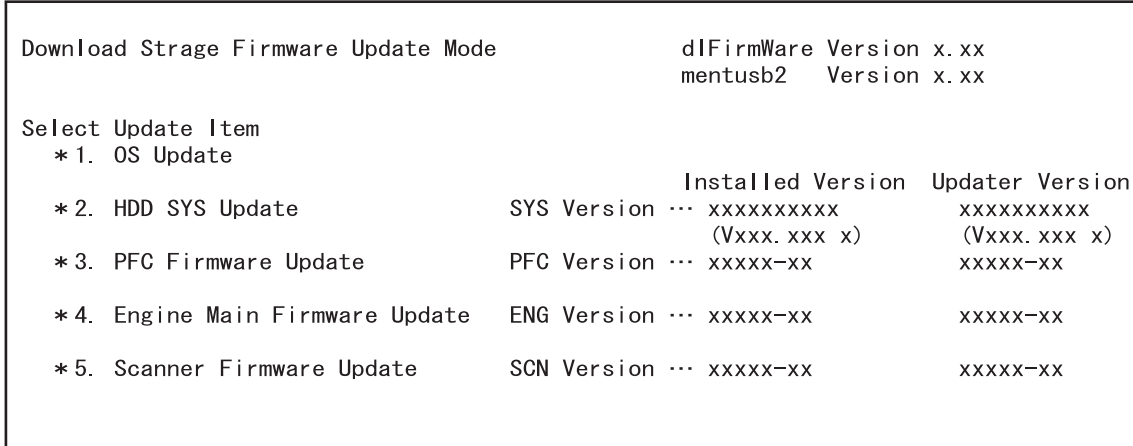 Download Strage Firmware Update Mode dlFirmWare Version x.xx
mentusb2 Version x.xx
Select Update Item
*1. OS Update
Installed Version Updater Version
*2. HDD SYS Update SYS Version ··· xxxxxxxxxx xxxxxxxxxx
(Vxxx.xxx x) (Vxxx.xxx x)
*3. PFC Firmware Update PFC Version ··· xxxxx-xx xxxxx-xx
*4. Engine Main Firmware Update ENG Version ··· xxxxx-xx xxxxx-xx
*5. Scanner Firmware Update SCN Version ··· xxxxx-xx xxxxx-xx